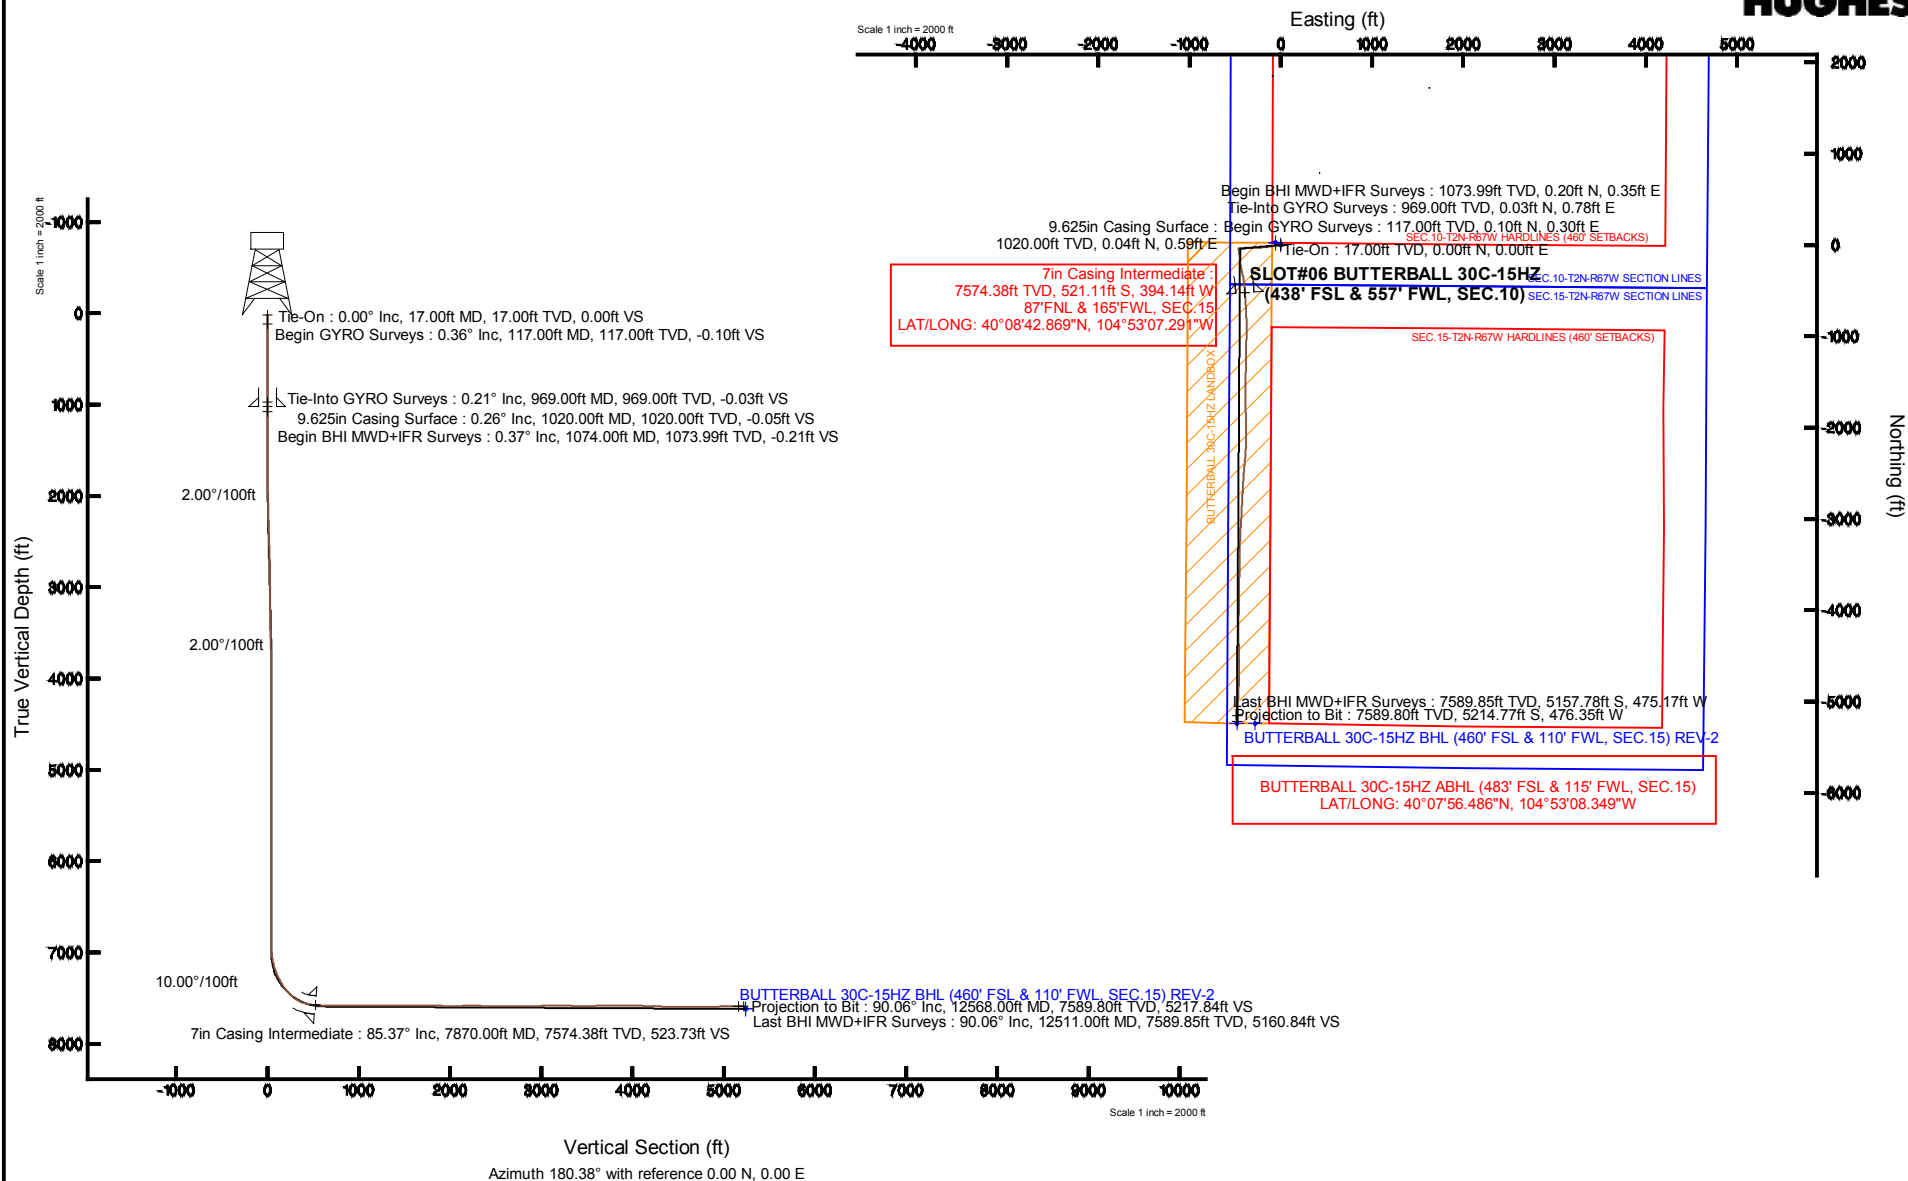 HUGHES
Easting (ft)
Scale 1 inch = 2000 ft
-4000 -3000 -2000 -1000 0 1000 2000 3000 4000 5000
2000
1000
0
-1000
-2000
-3000
-4000
-5000
-6000
Northing (ft)
Begin BHI MWD+IFR Surveys : 1073.99ft TVD, 0.20ft N, 0.35ft E
Tie-Into GYRO Surveys : 969.00ft TVD, 0.03ft N, 0.78ft E
9.625in Casing Surface :
1020.00ft TVD, 0.04ft N, 0.59ft E
Begin GYRO Surveys : 117.00ft TVD, 0.10ft N, 0.30ft E
SEC.10-T2N-R67W HARDLINES (460' SETBACKS)
Tie-On : 17.00ft TVD, 0.00ft N, 0.00ft E
7in Casing Intermediate :
7574.38ft TVD, 521.11ft S, 394.14ft W
87'FNL & 165'FWL, SEC.15
LAT/LONG: 40°08'42.869"N, 104°53'07.291"W
SLOT#06 BUTTERBALL 30C-15HZ
(438' FSL & 557' FWL, SEC.10)
SEC.10-T2N-R67W SECTION LINES
SEC.15-T2N-R67W SECTION LINES
SEC.15-T2N-R67W HARDLINES (460' SETBACKS)
BUTTERBALL 30C-15HZ LANDBOX
Last BHI MWD+IFR Surveys : 7589.85ft TVD, 5157.78ft S, 475.17ft W
Projection to Bit : 7589.80ft TVD, 5214.77ft S, 476.35ft W
BUTTERBALL 30C-15HZ BHL (460' FSL & 110' FWL, SEC.15) REV-2
BUTTERBALL 30C-15HZ ABHL (483' FSL & 115' FWL, SEC.15)
LAT/LONG: 40°07'56.486"N, 104°53'08.349"W
Scale 1 inch = 2000 ft
True Vertical Depth (ft)
-1000
0
1000
2000
3000
4000
5000
6000
7000
8000
Tie-On : 0.00° Inc, 17.00ft MD, 17.00ft TVD, 0.00ft VS
Begin GYRO Surveys : 0.36° Inc, 117.00ft MD, 117.00ft TVD, -0.10ft VS
Tie-Into GYRO Surveys : 0.21° Inc, 969.00ft MD, 969.00ft TVD, -0.03ft VS
9.625in Casing Surface : 0.26° Inc, 1020.00ft MD, 1020.00ft TVD, -0.05ft VS
Begin BHI MWD+IFR Surveys : 0.37° Inc, 1074.00ft MD, 1073.99ft TVD, -0.21ft VS
2.00°/100ft
2.00°/100ft
10.00°/100ft
BUTTERBALL 30C-15HZ BHL (460' FSL & 110' FWL, SEC.15) REV-2
Projection to Bit : 90.06° Inc, 12568.00ft MD, 7589.80ft TVD, 5217.84ft VS
Last BHI MWD+IFR Surveys : 90.06° Inc, 12511.00ft MD, 7589.85ft TVD, 5160.84ft VS
7in Casing Intermediate : 85.37° Inc, 7870.00ft MD, 7574.38ft TVD, 523.73ft VS
-1000 0 1000 2000 3000 4000 5000 6000 7000 8000 9000 10000
Scale 1 inch = 2000 ft
Vertical Section (ft)
Azimuth 180.38° with reference 0.00 N, 0.00 E